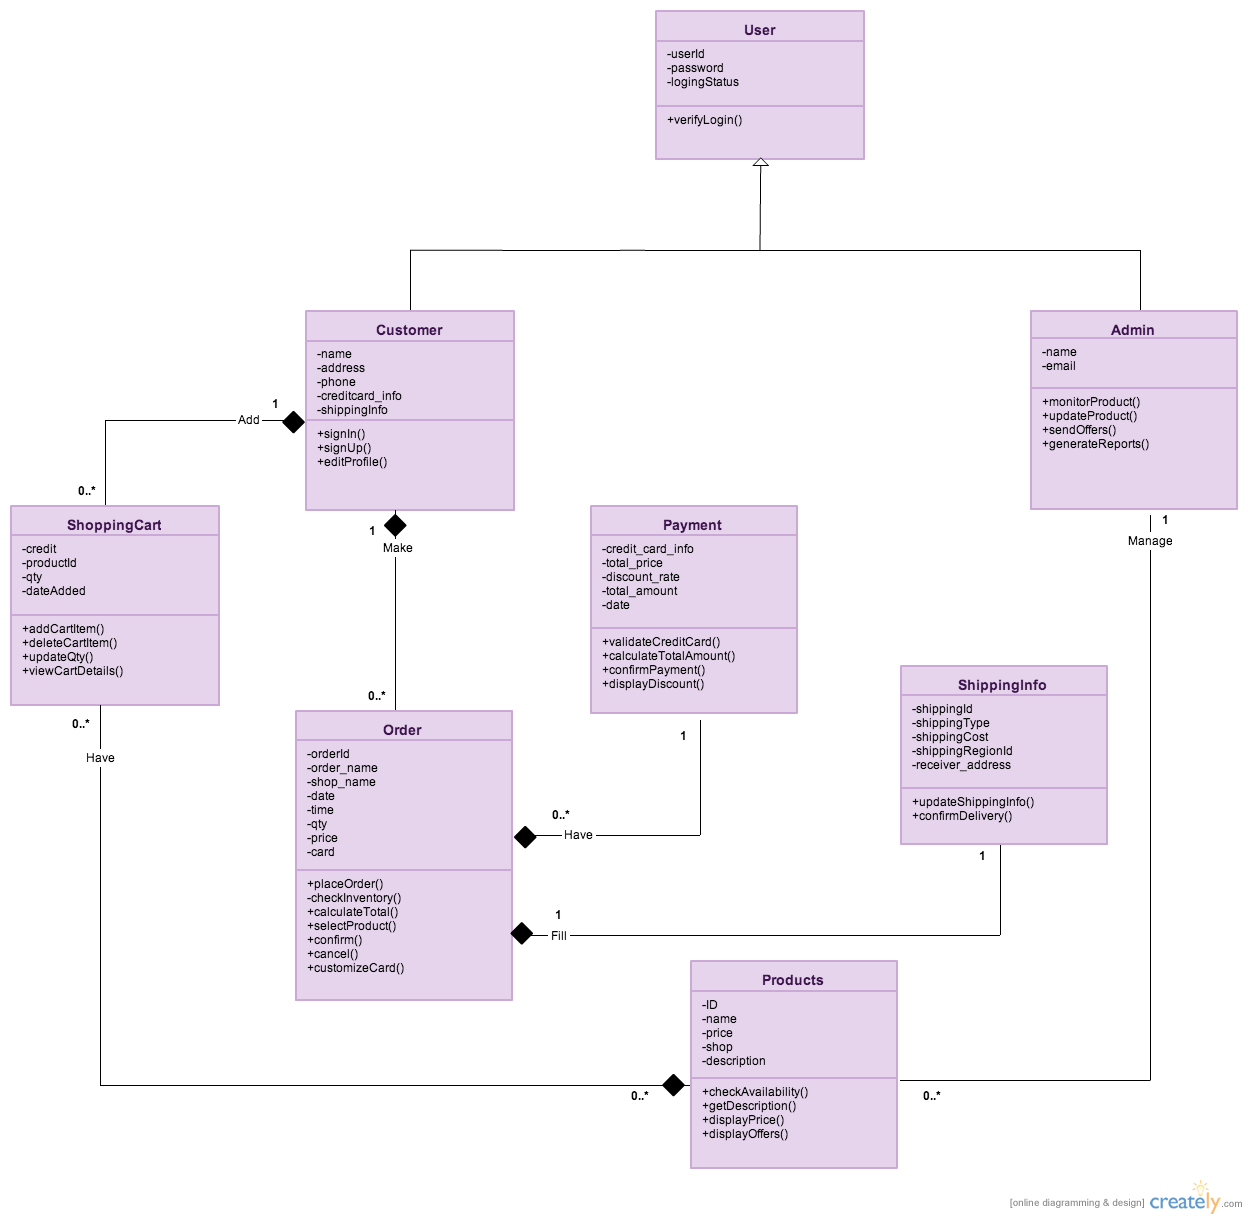 User
-userId
-password
-logingStatus
+verifyLogin()
Customer
-name
-address
-phone
-creditcard_info
-shippingInfo
+signIn()
+signUp()
+editProfile()
Admin
-name
-email
+monitorProduct()
+updateProduct()
+sendOffers()
+generateReports()
1
Add
0..*
1
Make
0..*
1
Manage
ShoppingCart
-credit
-productId
-qty
-dateAdded
+addCartItem()
+deleteCartItem()
+updateQty()
+viewCartDetails()
Payment
-credit_card_info
-total_price
-discount_rate
-total_amount
-date
+validateCreditCard()
+calculateTotalAmount()
+confirmPayment()
+displayDiscount()
ShippingInfo
-shippingId
-shippingType
-shippingCost
-shippingRegionId
-receiver_address
+updateShippingInfo()
+confirmDelivery()
0..*
Have
Order
-orderId
-order_name
-shop_name
-date
-time
-qty
-price
-card
+placeOrder()
-checkInventory()
+calculateTotal()
+selectProduct()
+confirm()
+cancel()
+customizeCard()
1
0..*
Have
1
1
Fill
Products
-ID
-name
-price
-shop
-description
+checkAvailability()
+getDescription()
+displayPrice()
+displayOffers()
0..*
0..*
[online diagramming & design] creately.com